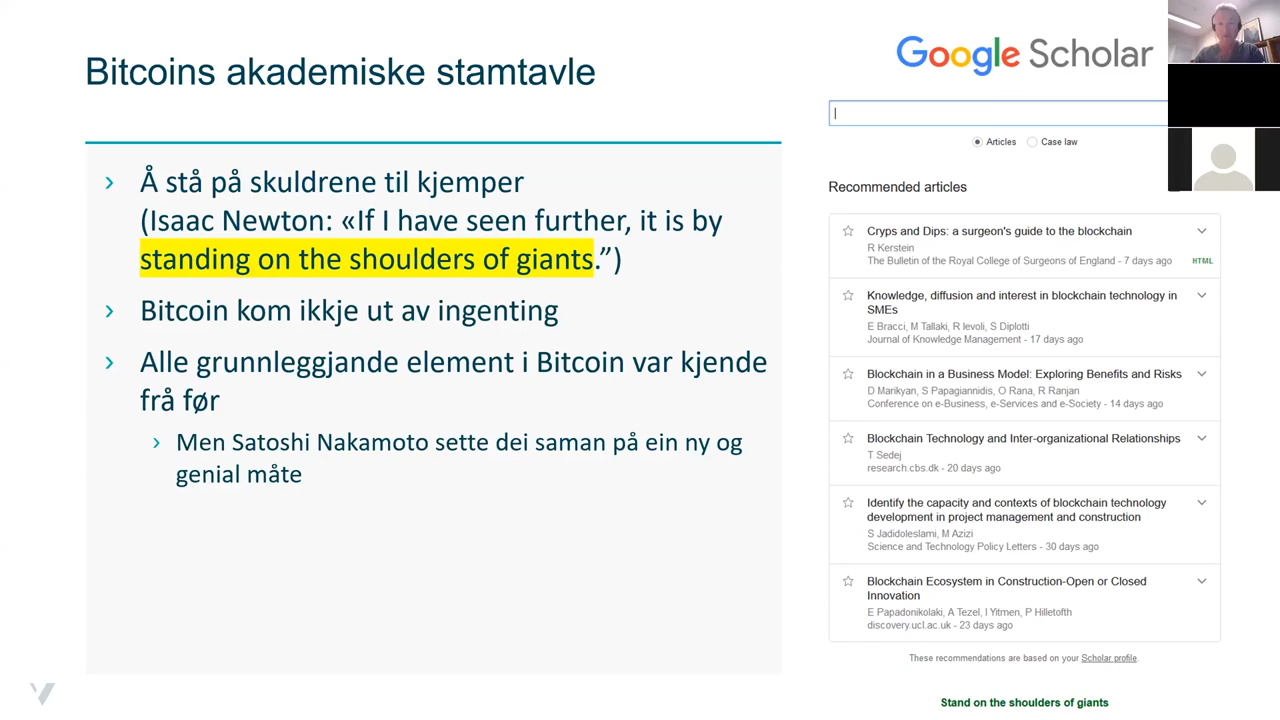 Bitcoins akademiske stamtavle
› Å stå på skuldrene til kjemper
(Isaac Newton: «If I have seen further, it is by
standing on the shoulders of giants.”)
› Bitcoin kom ikkje ut av ingenting
› Alle grunnleggjande element i Bitcoin var kjende
frå før
› Men Satoshi Nakamoto sette dei saman på ein ny og
genial måte
Google Scholar
Articles Case law
Recommended articles
Cryps and Dips: a surgeon's guide to the blockchain
R Kerstein
The Bulletin of the Royal College of Surgeons of England - 7 days ago HTML
Knowledge, diffusion and interest in blockchain technology in
SMEs
E Bracci, M Tallaki, R Ievoli, S Diplotti
Journal of Knowledge Management - 17 days ago
Blockchain in a Business Model: Exploring Benefits and Risks
D Marikyan, S Papagiannidis, O Rana, R Ranjan
Conference on e-Business, e-Services and e-Society - 14 days ago
Blockchain Technology and Inter-organizational Relationships
T Sedej
research.cbs.dk - 20 days ago
Identify the capacity and contexts of blockchain technology
development in project management and construction
S Jadidoleslami, M Azizi
Science and Technology Policy Letters - 30 days ago
Blockchain Ecosystem in Construction-Open or Closed
Innovation
E Papadonikolaki, A Tezel, I Yitmen, P Hilletofth
discovery.ucl.ac.uk - 23 days ago
These recommendations are based on your Scholar profile.
Stand on the shoulders of giants